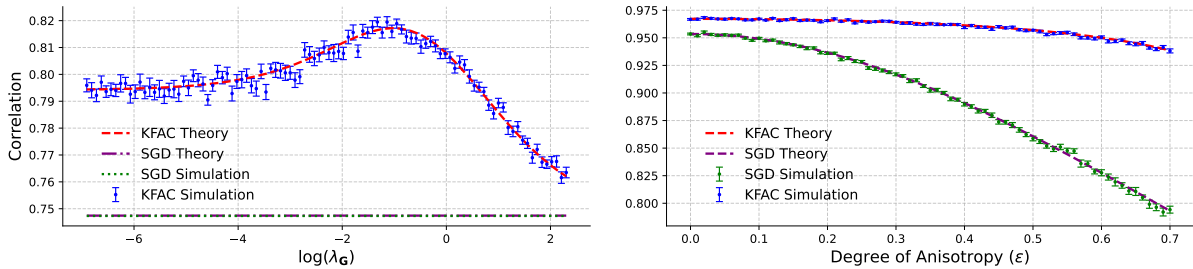 0.82
0.81
0.80
0.79
0.78
0.77
0.76
0.75
Correlation
KFAC Theory
SGD Theory
SGD Simulation
KFAC Simulation
−6
−4
−2
0
2
log(λ_G)
0.975
0.950
0.925
0.900
0.875
0.850
0.825
0.800
KFAC Theory
SGD Theory
SGD Simulation
KFAC Simulation
0.0
0.1
0.2
0.3
0.4
0.5
0.6
0.7
Degree of Anisotropy (ε)